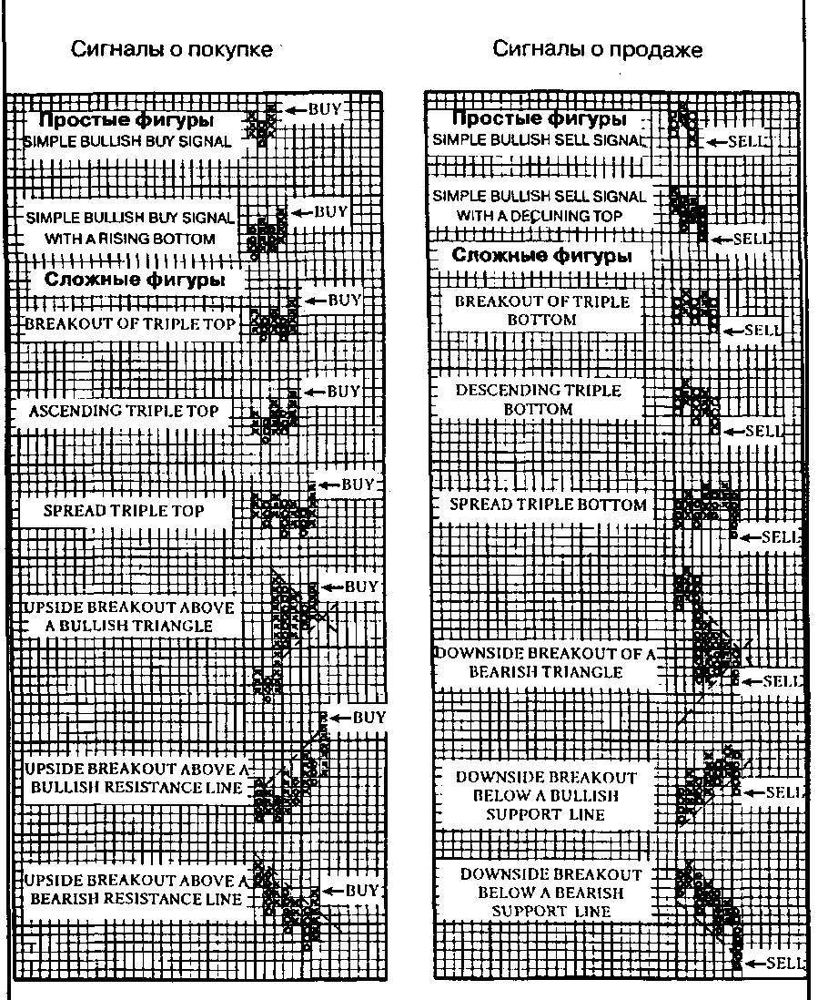 Сигналы о покупке
BUY
Простые фигуры
SIMPLE BULLISH BUY SIGNAL
BUY
SIMPLE BULLISH BUY SIGNAL
WITH A RISING BOTTOM
Сложные фигуры
BUY
BREAKOUT OF TRIPLE TOP
BUY
ASCENDING TRIPLE TOP
BUY
SPREAD TRIPLE TOP
BUY
UPSIDE BREAKOUT ABOVE
A BULLISH TRIANGLE
BUY
UPSIDE BREAKOUT ABOVE A
BULLISH RESISTANCE LINE
UPSIDE BREAKOUT ABOVE A
BEARISH RESISTANCE LINE
BUY
Сигналы о продаже
Простые фигуры
SIMPLE BULLISH SELL SIGNAL
SELL
SIMPLE BULLISH SELL SIGNAL
WITH A DECLINING TOP
SELL
Сложные фигуры
BREAKOUT OF TRIPLE
BOTTOM
SELL
DESCENDING TRIPLE
BOTTOM
SELL
SPREAD TRIPLE BOTTOM
SELL
DOWNSIDE BREAKOUT OF A
BEARISH TRIANGLE
SELL
DOWNSIDE BREAKOUT
BELOW A BULLISH
SUPPORT LINE
SELL
DOWNSIDE BREAKOUT
BELOW A BEARISH
SUPPORT LINE
SELL